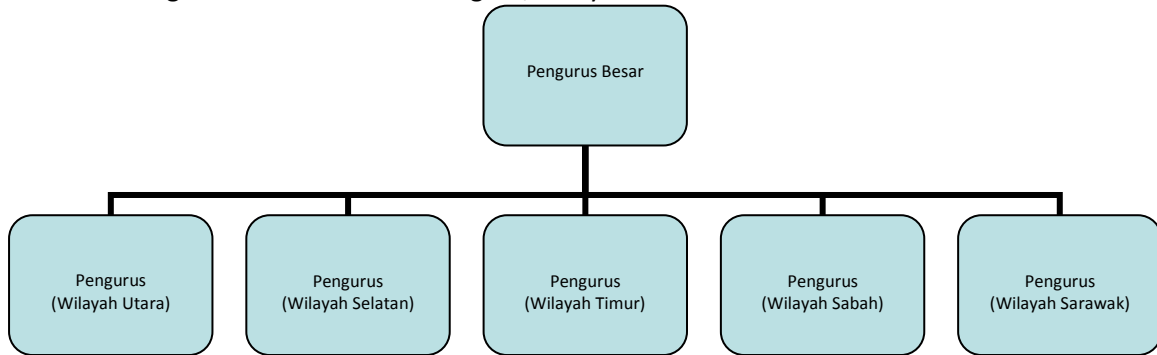 Pengurus Besar
Pengurus
(Wilayah Utara)
Pengurus
(Wilayah Selatan)
Pengurus
(Wilayah Timur)
Pengurus
(Wilayah Sabah)
Pengurus
(Wilayah Sarawak)